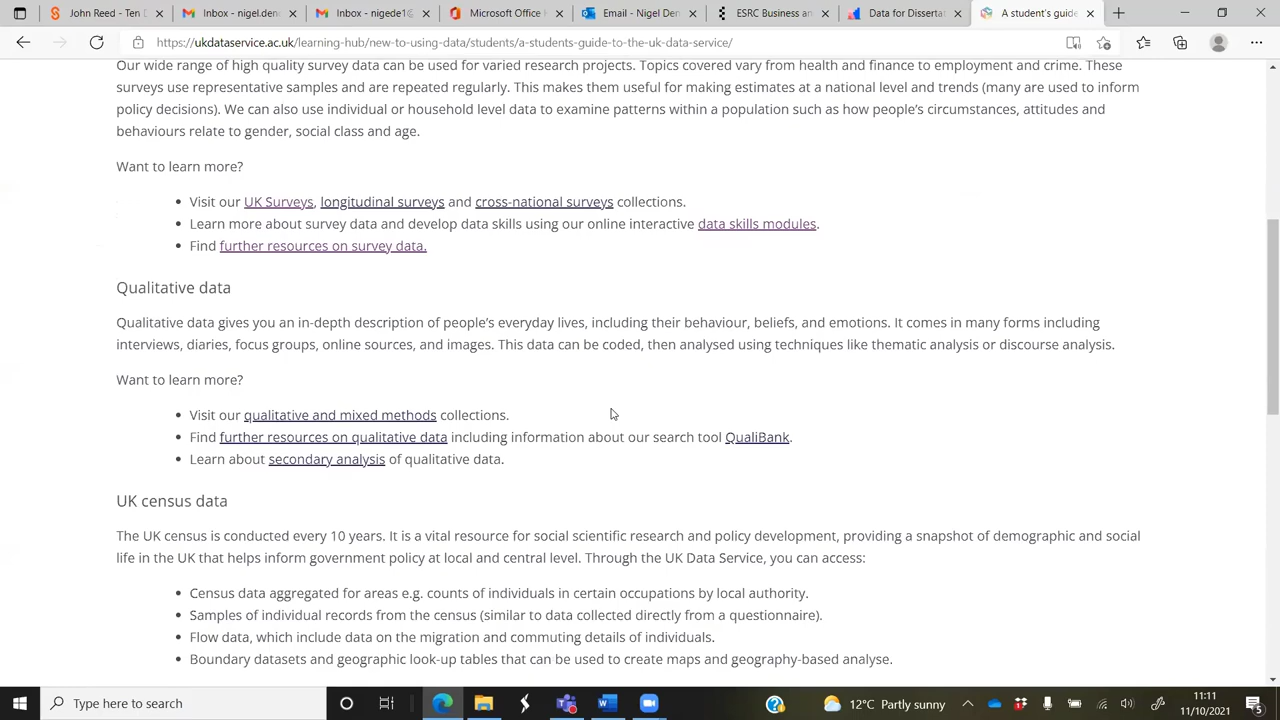 John Reed - Ten
Inbox - nigel.den
Inbox - nigede1@
Microsoft Office
Email - Nigel Den
ESRC Business an
Data for Dissertat
A student's guide
https://ukdataservice.ac.uk/learning-hub/new-to-using-data/students/a-students-guide-to-the-uk-data-service/
Our wide range of high quality survey data can be used for varied research projects. Topics covered vary from health and finance to employment and crime. These
surveys use representative samples and are repeated regularly. This makes them useful for making estimates at a national level and trends (many are used to inform
policy decisions). We can also use individual or household level data to examine patterns within a population such as how people's circumstances, attitudes and
behaviours relate to gender, social class and age.
Want to learn more?
• Visit our UK Surveys, longitudinal surveys and cross-national surveys collections.
• Learn more about survey data and develop data skills using our online interactive data skills modules.
• Find further resources on survey data.
Qualitative data
Qualitative data gives you an in-depth description of people's everyday lives, including their behaviour, beliefs, and emotions. It comes in many forms including
interviews, diaries, focus groups, online sources, and images. This data can be coded, then analysed using techniques like thematic analysis or discourse analysis.
Want to learn more?
• Visit our qualitative and mixed methods collections.
• Find further resources on qualitative data including information about our search tool QualiBank.
• Learn about secondary analysis of qualitative data.
UK census data
The UK census is conducted every 10 years. It is a vital resource for social scientific research and policy development, providing a snapshot of demographic and social
life in the UK that helps inform government policy at local and central level. Through the UK Data Service, you can access:
• Census data aggregated for areas e.g. counts of individuals in certain occupations by local authority.
• Samples of individual records from the census (similar to data collected directly from a questionnaire).
• Flow data, which include data on the migration and commuting details of individuals.
• Boundary datasets and geographic look-up tables that can be used to create maps and geography-based analyse.
Type here to search
12°C Partly sunny
11:11
11/10/2021
5